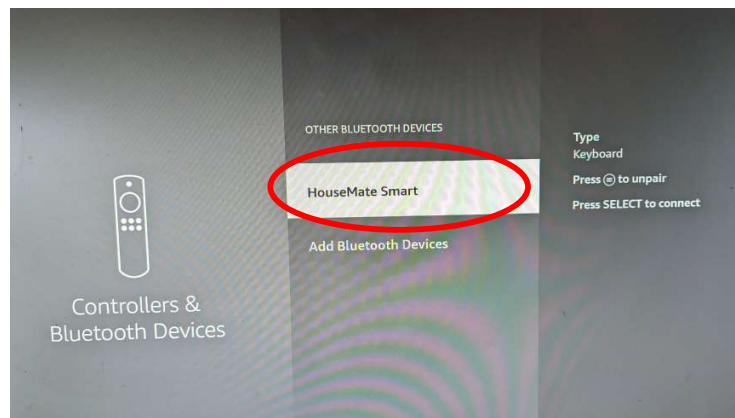 OTHER BLUETOOTH DEVICES
HouseMate Smart
Add Bluetooth Devices
Controllers &
Bluetooth Devices
Type
Keyboard
Press to unpair
Press SELECT to connect